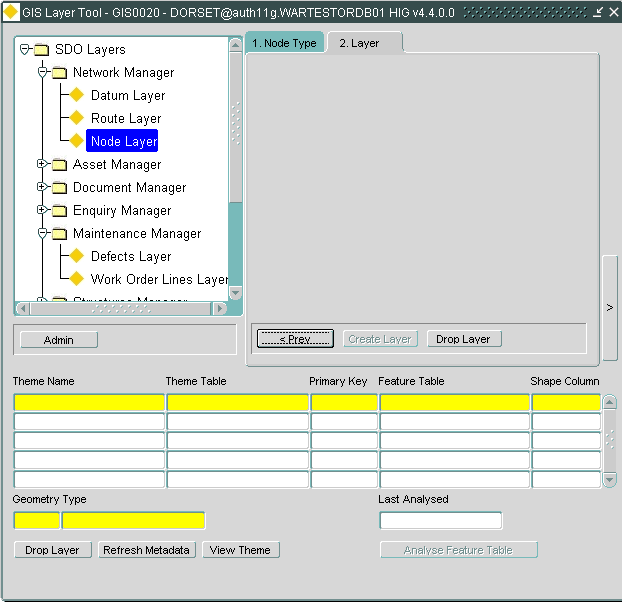 GIS Layer Tool - GIS0020 - DORSET@auth11g.WARTESTORDB01 HIG v4.4.0.0
SDO Layers
Network Manager
Datum Layer
Route Layer
Node Layer
Asset Manager
Document Manager
Enquiry Manager
Maintenance Manager
Defects Layer
Work Order Lines Layer
Structures Manager
Admin
1. Node Type
2. Layer
< Prev
Create Layer
Drop Layer
>
Theme Name
Theme Table
Primary Key
Feature Table
Shape Column
Geometry Type
Last Analysed
Drop Layer
Refresh Metadata
View Theme
Analyse Feature Table